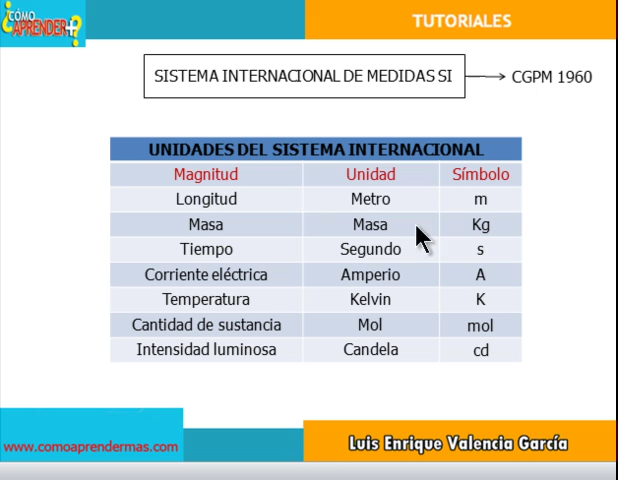 ¿CÓMO
APRENDER+?
TUTORIALES
SISTEMA INTERNACIONAL DE MEDIDAS SI
CGPM 1960
UNIDADES DEL SISTEMA INTERNACIONAL
Magnitud Unidad Símbolo
Longitud Metro m
Masa Masa Kg
Tiempo Segundo s
Corriente eléctrica Amperio A
Temperatura Kelvin K
Cantidad de sustancia Mol mol
Intensidad luminosa Candela cd
www.comoaprendermas.com
Luis Enrique Valencia García